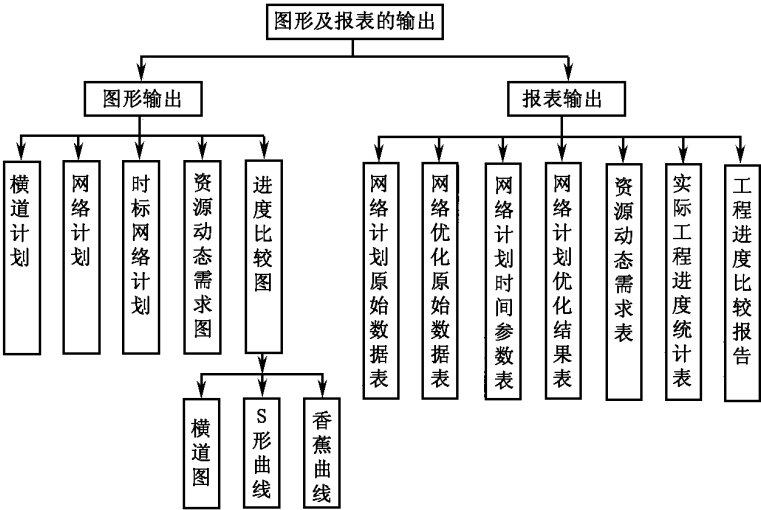 图形及报表的输出
图形输出
报表输出
横道计划
网络计划
时标网络计划
资源动态需求图
进度比较图
网络计划原始数据表
网络优化原始数据表
网络计划时间参数表
网络计划优化结果表
资源动态需求表
实际工程进度统计表
工程进度比较报告
横道图
S形曲线
香蕉曲线